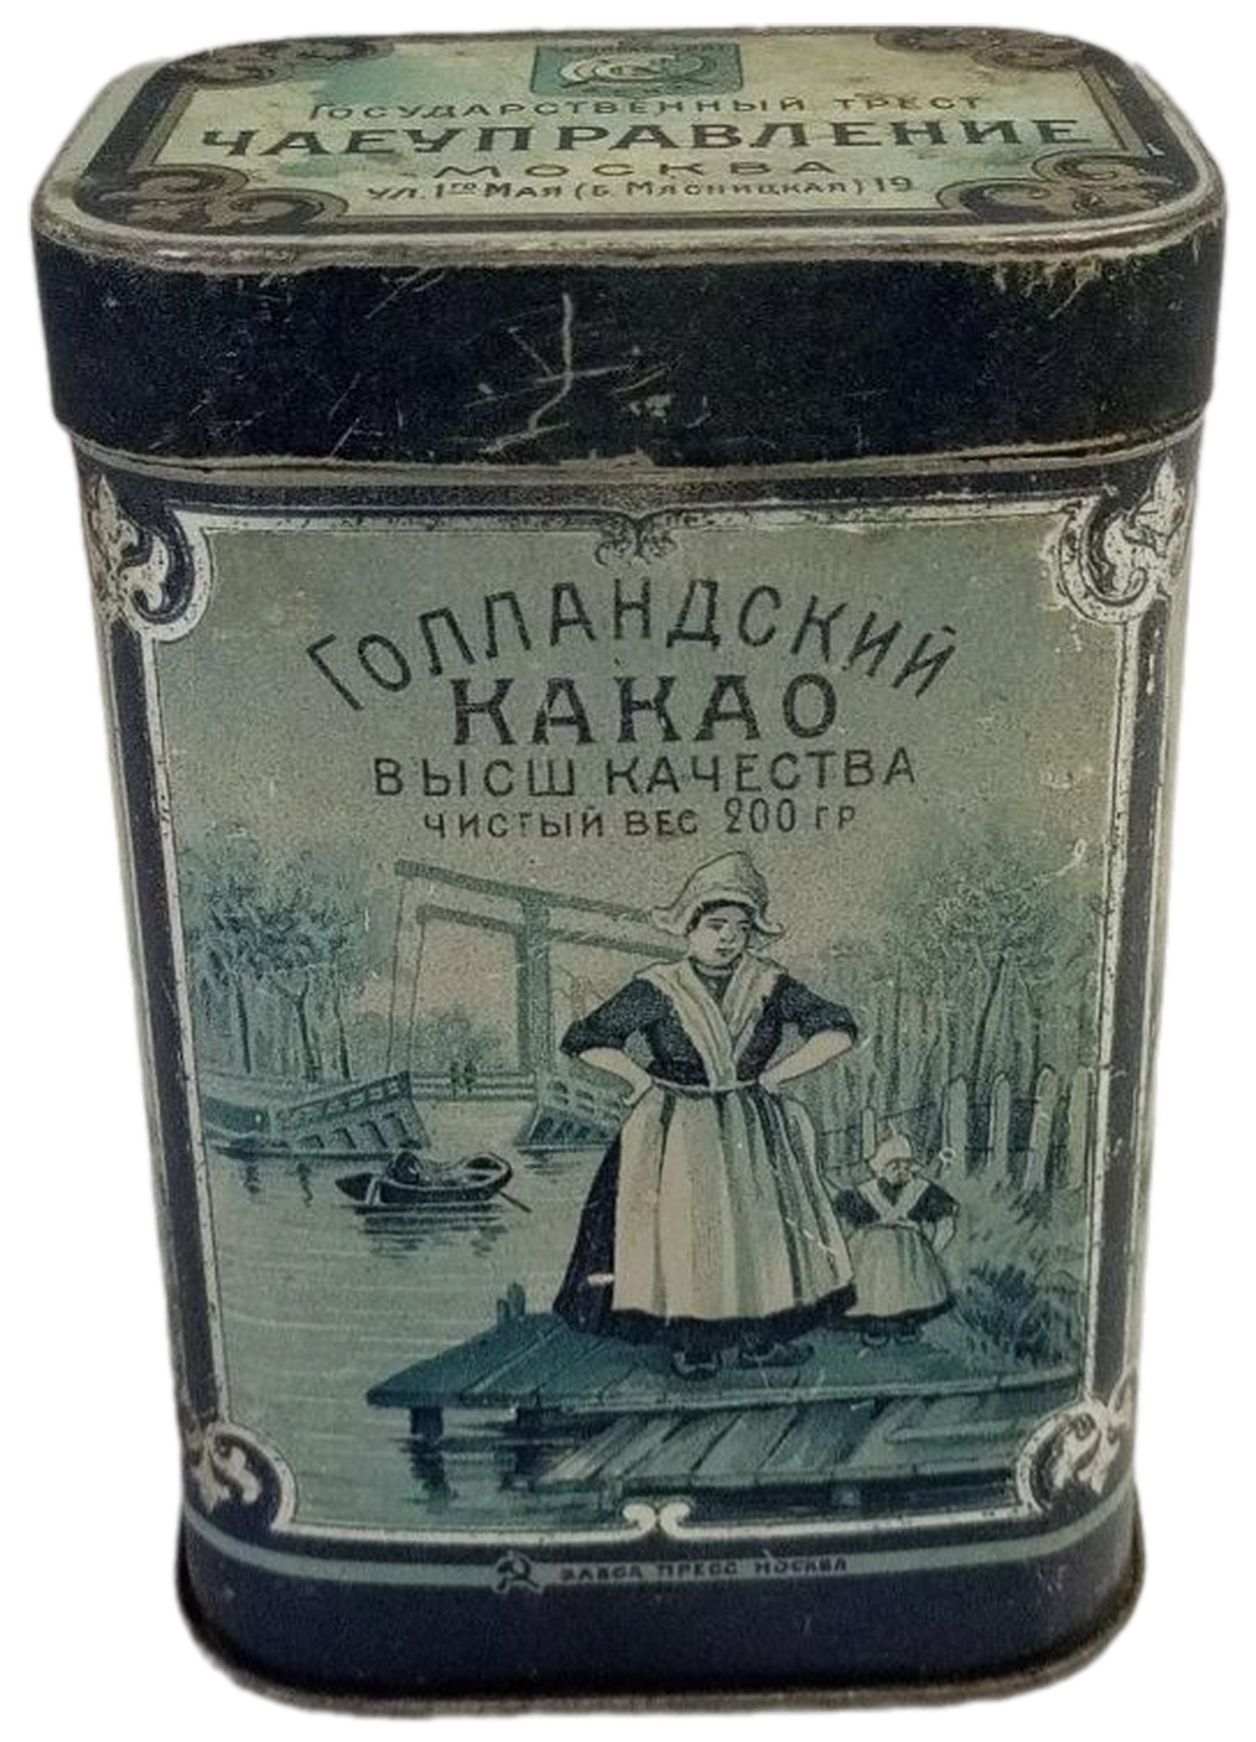 Государственный трест
ЧАЕУПРАВЛЕНИЕ
МОСКВА
ул. 1го Мая (б. Мясницкая) 19
Голландский
КАКАО
ВЫСШ КАЧЕСТВА
ЧИСТЫЙ ВЕС 200 ГР
ПРЕСС МОСКВА